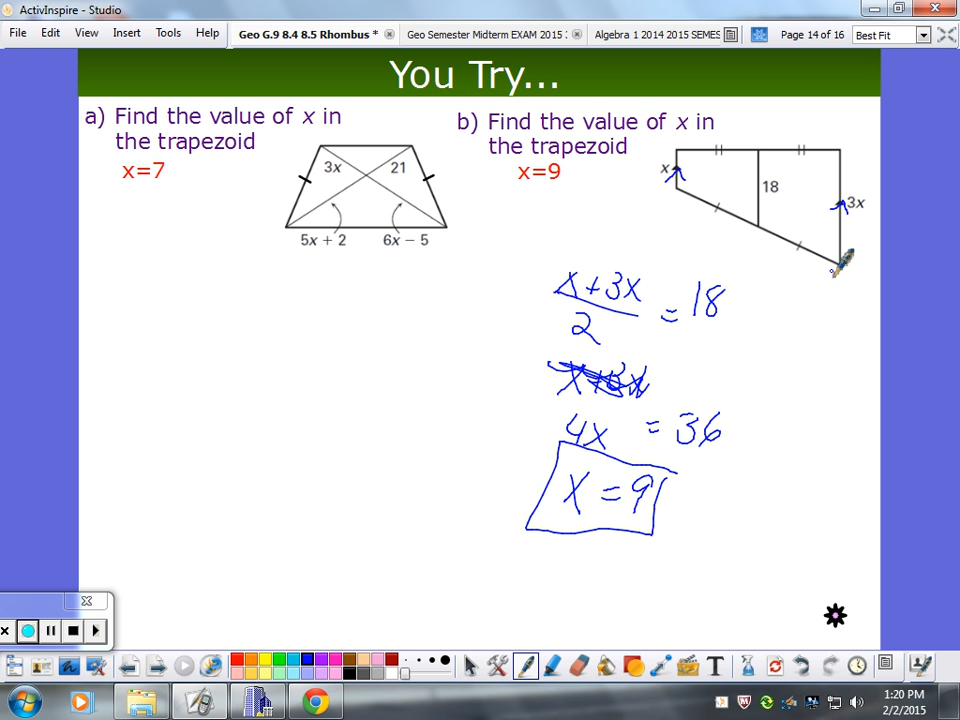 ActivInspire - Studio
File Edit View Insert Tools Help
Geo G.9 8.4 8.5 Rhombus *
Geo Semester Midterm EXAM 2015
Algebra 1 2014 2015 SEMES
Page 14 of 16
Best Fit
You Try...
a) Find the value of x in
the trapezoid
x=7
3x
21
5x + 2
6x − 5
b) Find the value of x in
the trapezoid
x=9
x
18
3x
x + 3x
2
= 18
4x = 36
x = 9
T
1:20 PM
2/2/2015